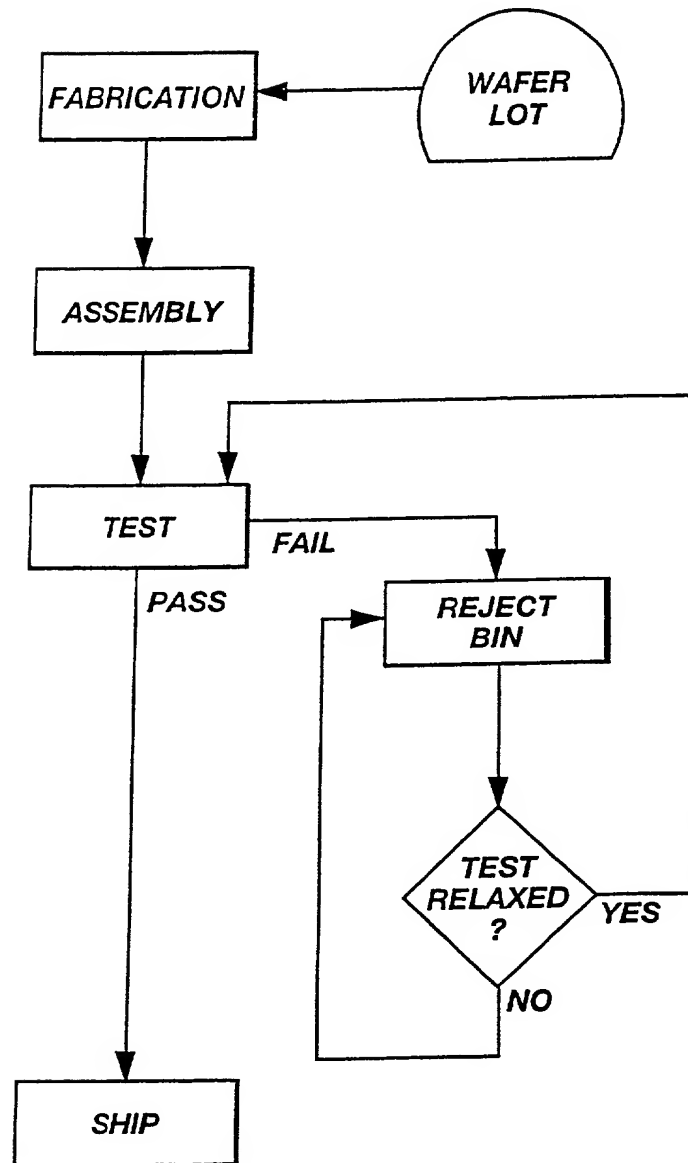 WAFER
LOT
FABRICATION
ASSEMBLY
TEST
FAIL
PASS
REJECT
BIN
TEST
RELAXED
?
YES
NO
SHIP